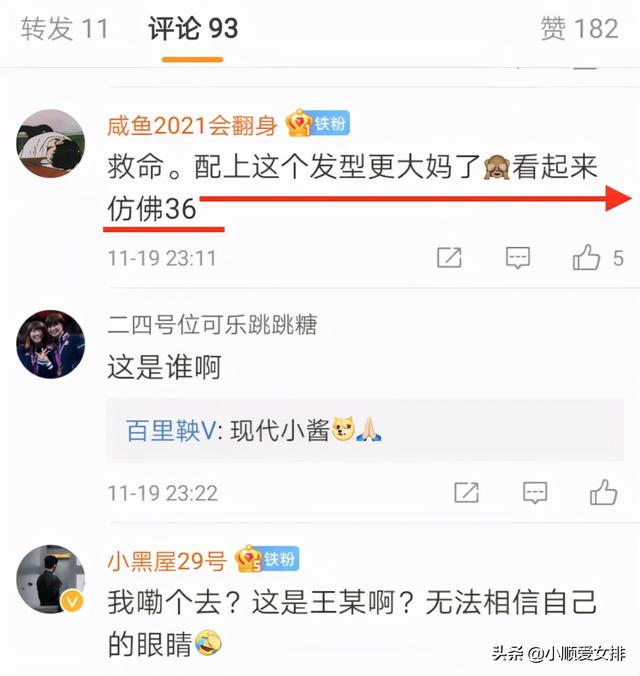 转发 11 评论 93 赞 182
咸鱼2021会翻身 铁粉
救命。配上这个发型更大妈了🙈看起来
仿佛36
11-19 23:11 5
二四号位可乐跳跳糖
这是谁啊
百里鞅V: 现代小酱🙏🏻
11-19 23:22
小黑屋29号 5 铁粉
我嘞个去？这是王某啊？无法相信自己
的眼睛🤣
头条 @小顺爱女排